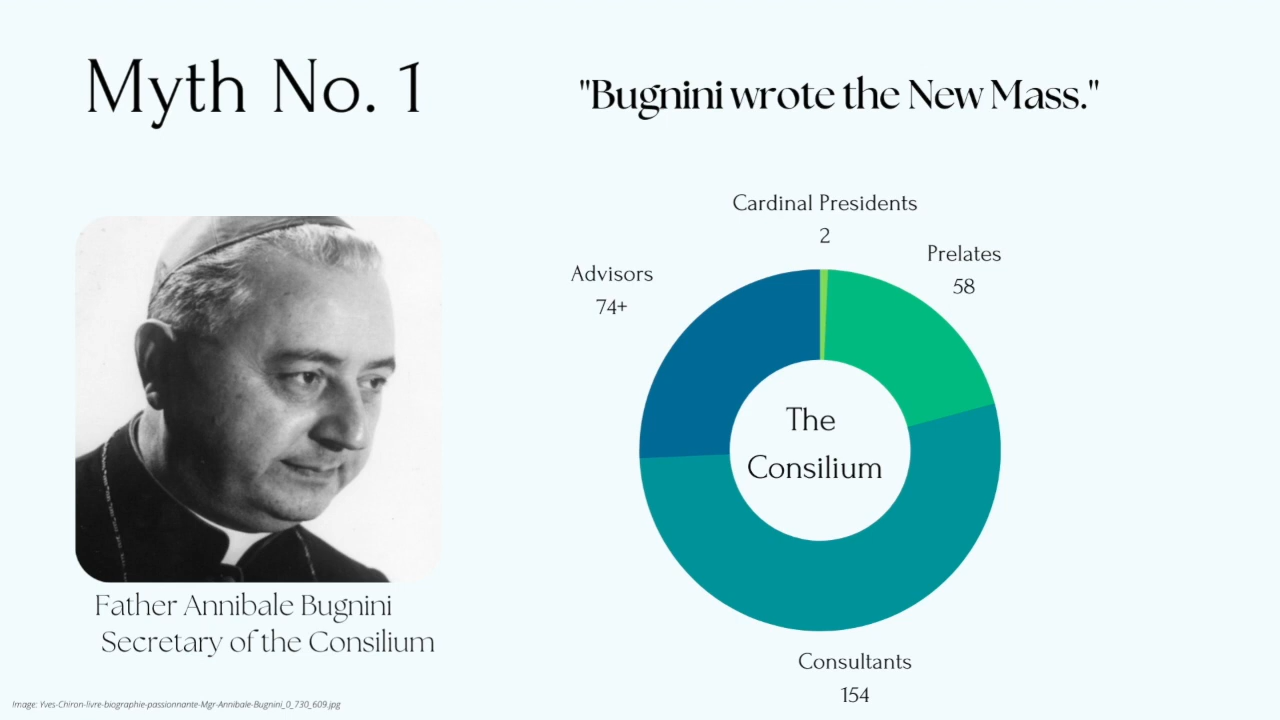 Myth No. 1
"Bugnini wrote the New Mass."
Cardinal Presidents
2
Prelates
58
Advisors
74+
The
Consilium
Consultants
154
Father Annibale Bugnini
Secretary of the Consilium
Image: Yves-Chiron-livre-biographie-passionnante-Mgr-Annibale-Bugnini_0_730_609.jpg